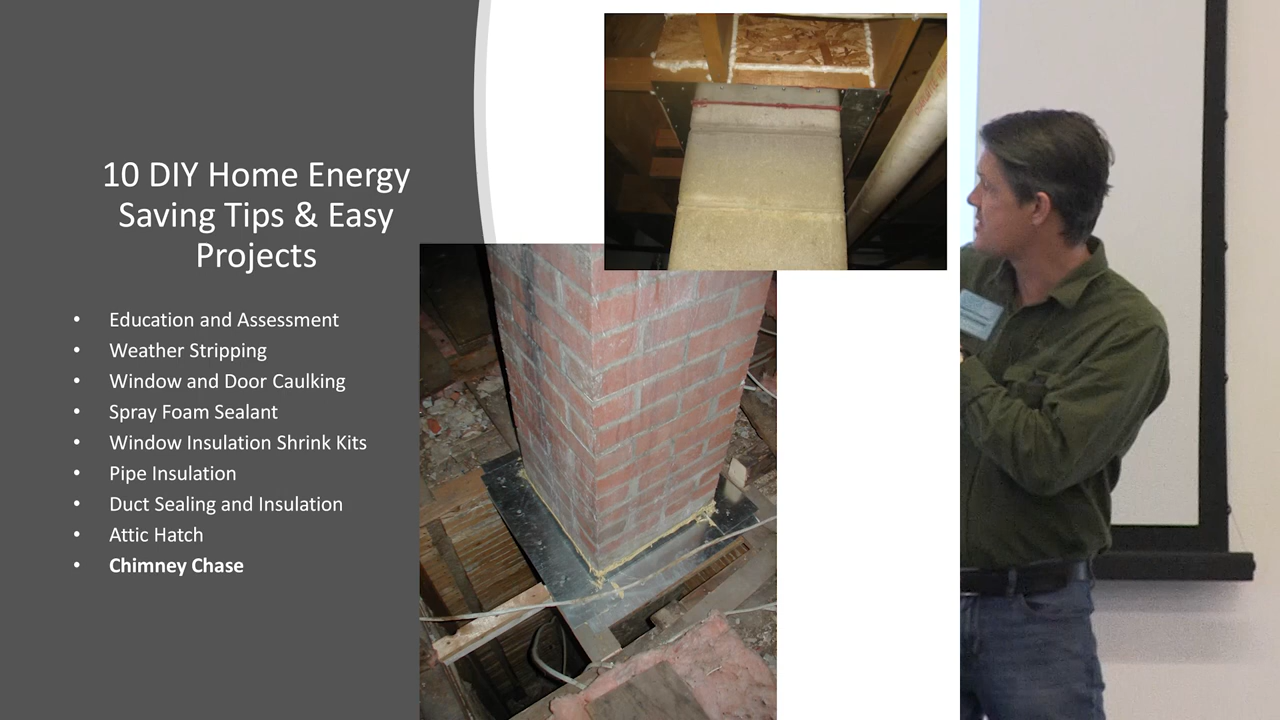 10 DIY Home Energy
Saving Tips & Easy
Projects
• Education and Assessment
• Weather Stripping
• Window and Door Caulking
• Spray Foam Sealant
• Window Insulation Shrink Kits
• Pipe Insulation
• Duct Sealing and Insulation
• Attic Hatch
• Chimney Chase